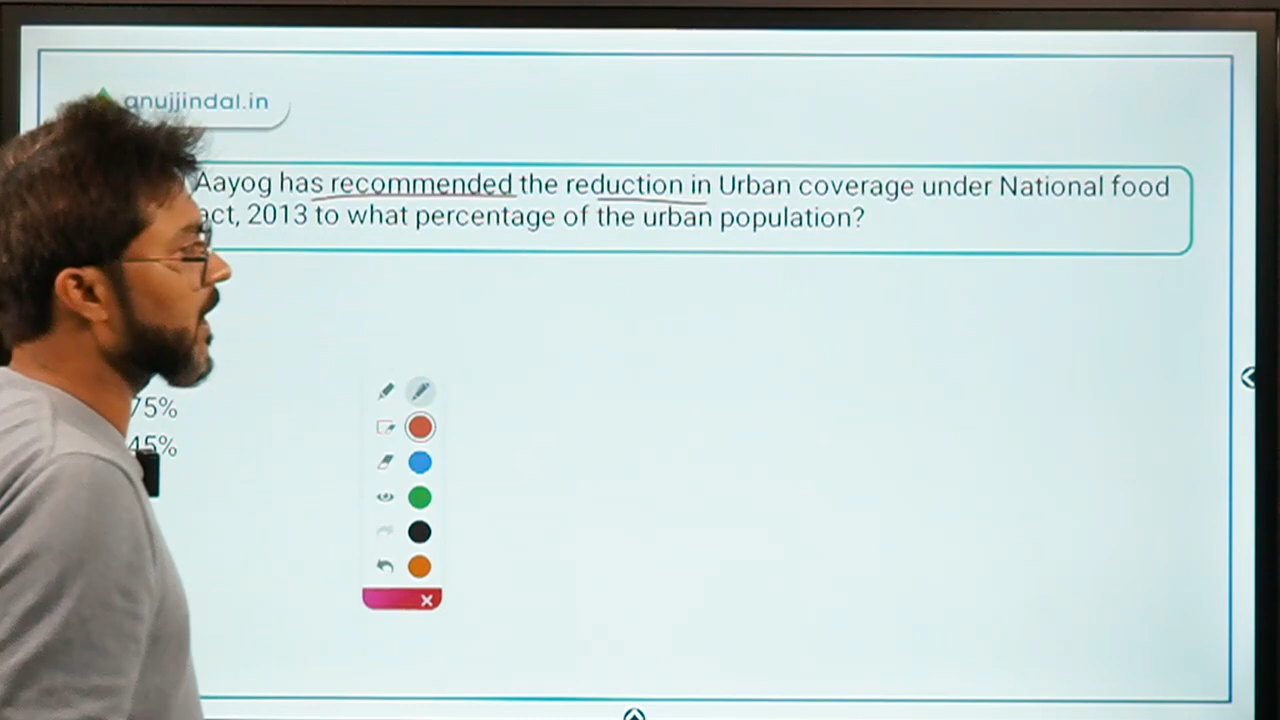 anujjindal.in
Aayog has recommended the reduction in Urban coverage under National food
act, 2013 to what percentage of the urban population?
75%
45%